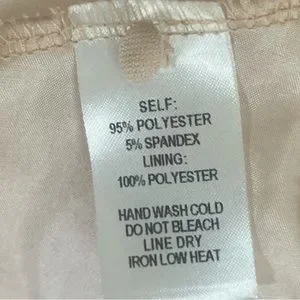 SELF:
95% POLYESTER
5% SPANDEX
LINING:
100% POLYESTER
HAND WASH COLD
DO NOT BLEACH
LINE DRY
IRON LOW HEAT